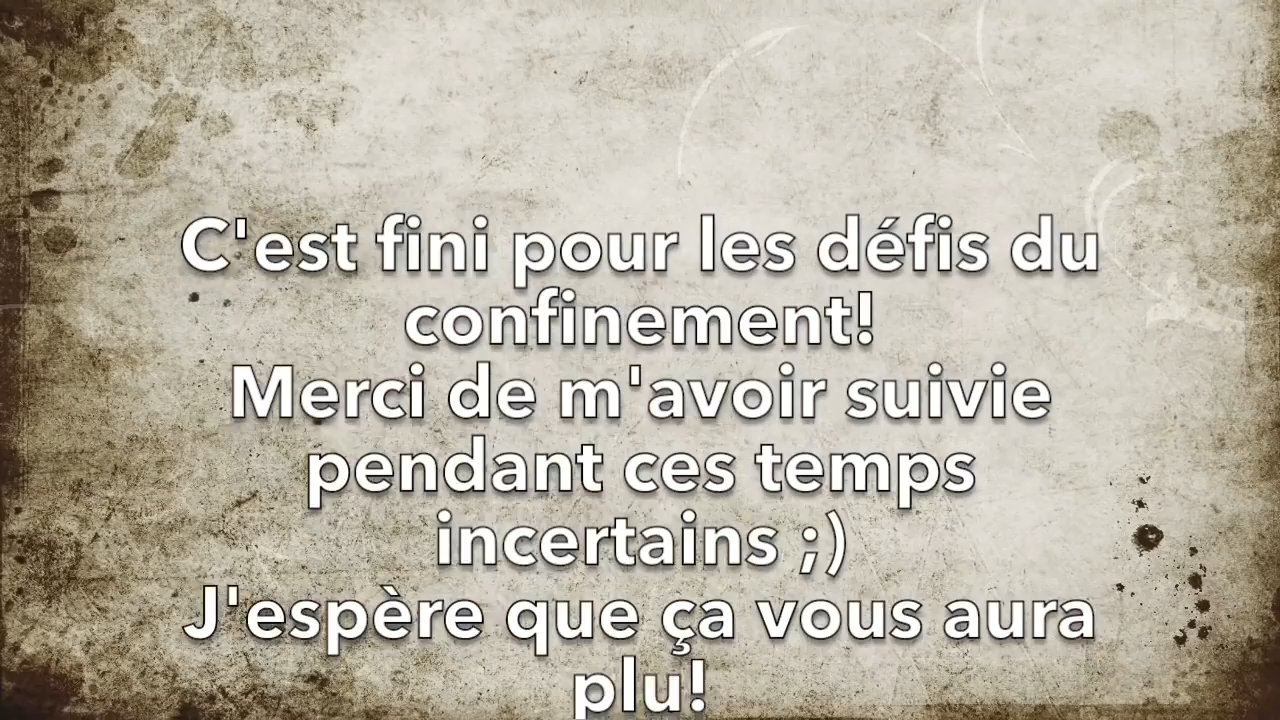 C'est fini pour les défis du
confinement!
Merci de m'avoir suivie
pendant ces temps
incertains ;)
J'espère que ça vous aura
plu!